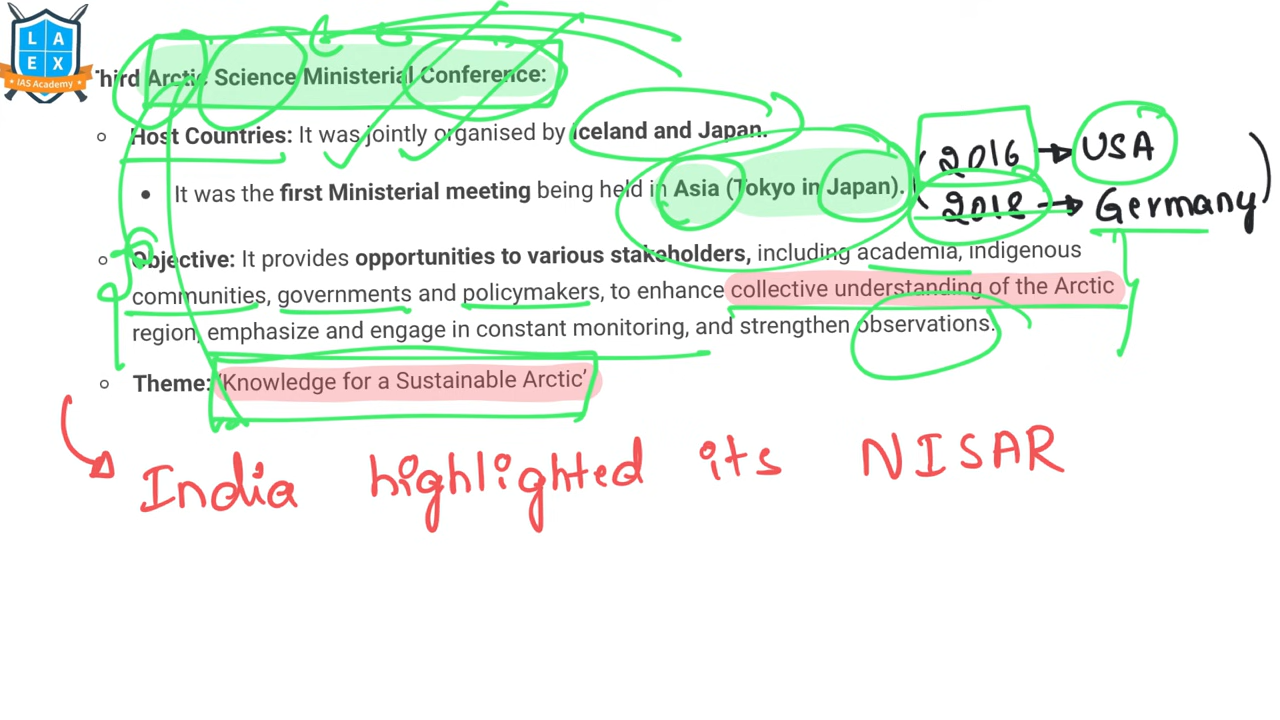 LA
EX
IAS Academy
Third Arctic Science Ministerial Conference:
Host Countries: It was jointly organised by Iceland and Japan.
It was the first Ministerial meeting being held in Asia (Tokyo in Japan).
(2016 → USA
2018 → Germany)
Objective: It provides opportunities to various stakeholders, including academia, indigenous
communities, governments and policymakers, to enhance collective understanding of the Arctic
region, emphasize and engage in constant monitoring, and strengthen observations.
Theme: 'Knowledge for a Sustainable Arctic'
India highlighted its NISAR